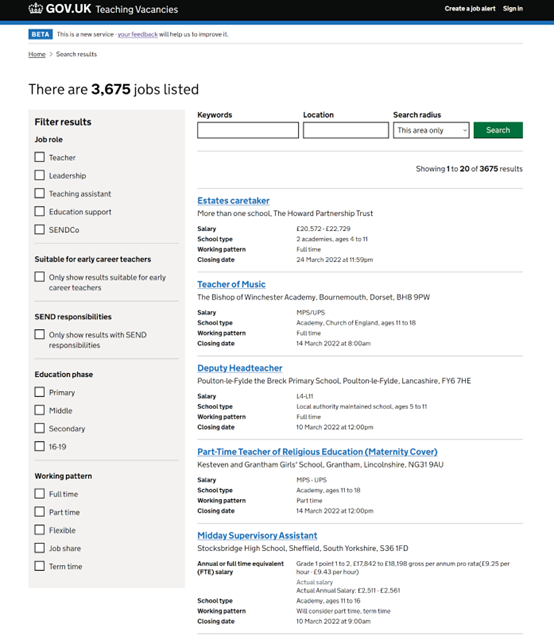 GOV.UK Teaching Vacancies
Create a job alert Sign in
BETA This is a new service - your feedback will help us to improve it.
Home > Search results
There are 3,675 jobs listed
Filter results
Job role
Teacher
Leadership
Teaching assistant
Education support
SENDCo
Suitable for early career teachers
Only show results suitable for early
career teachers
SEND responsibilities
Only show results with SEND
responsibilities
Education phase
Primary
Middle
Secondary
16-19
Working pattern
Full time
Part time
Flexible
Job share
Term time
Keywords Location Search radius
This area only Search
Showing 1 to 20 of 3675 results
Estates caretaker
More than one school, The Howard Partnership Trust
Salary £20,572 - £22,729
School type 2 academies, ages 4 to 11
Working pattern Full time
Closing date 24 March 2022 at 11:59pm
Teacher of Music
The Bishop of Winchester Academy, Bournemouth, Dorset, BH8 9PW
Salary MPS/UPS
School type Academy, Church of England, ages 11 to 18
Working pattern Full time
Closing date 14 March 2022 at 8:00am
Deputy Headteacher
Poulton-le-Fylde the Breck Primary School, Poulton-le-Fylde, Lancashire, FY6 7HE
Salary L4-L11
School type Local authority maintained school, ages 5 to 11
Working pattern Full time
Closing date 10 March 2022 at 12:00pm
Part-Time Teacher of Religious Education (Maternity Cover)
Kesteven and Grantham Girls' School, Grantham, Lincolnshire, NG31 9AU
Salary MPS - UPS
School type Academy, ages 11 to 18
Working pattern Part time
Closing date 14 March 2022 at 12:00pm
Midday Supervisory Assistant
Stocksbridge High School, Sheffield, South Yorkshire, S36 1FD
Annual or full time equivalent Grade 1 point 1 to 2, £17,842 to £18,198 gross per annum pro rata(£9.25 per
(FTE) salary hour - £9.43 per hour)
Actual salary
Actual Annual Salary: £2,511 - £2,561
School type Academy, ages 11 to 16
Working pattern Will consider part time, term time
Closing date 10 March 2022 at 9:00am